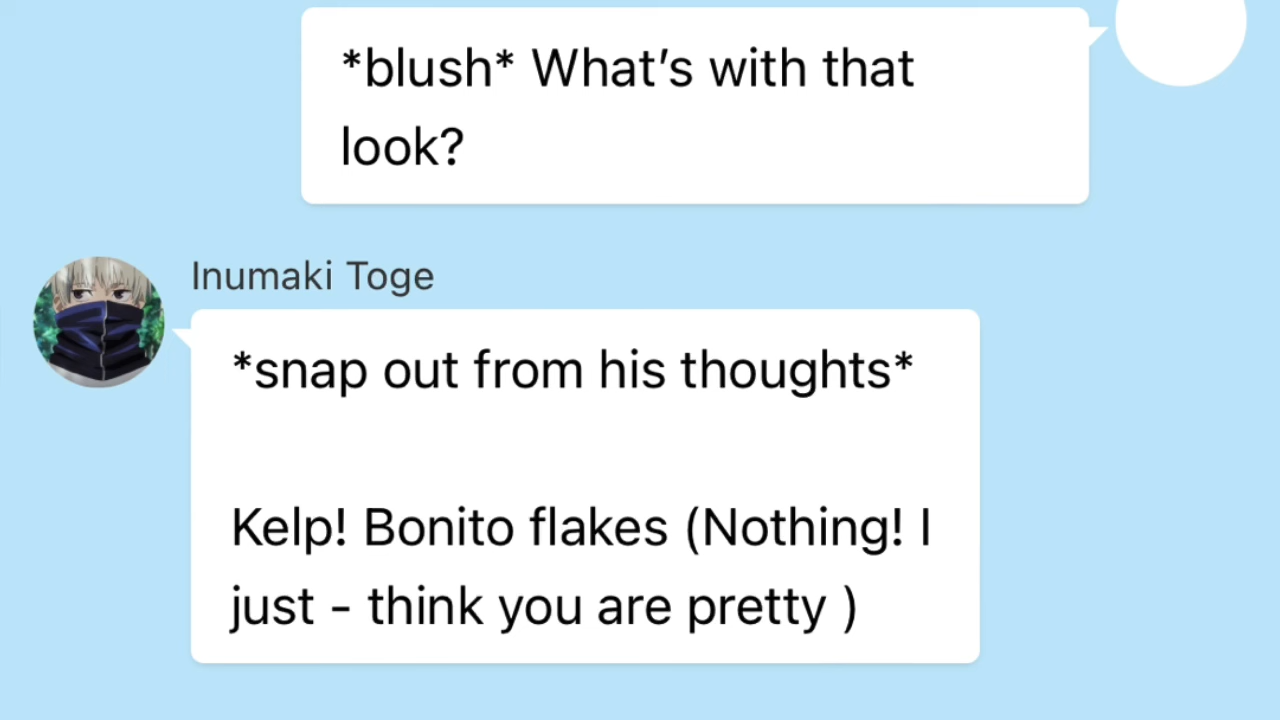 *blush* What's with that
look?
Inumaki Toge
*snap out from his thoughts*
Kelp! Bonito flakes (Nothing! I
just - think you are pretty )